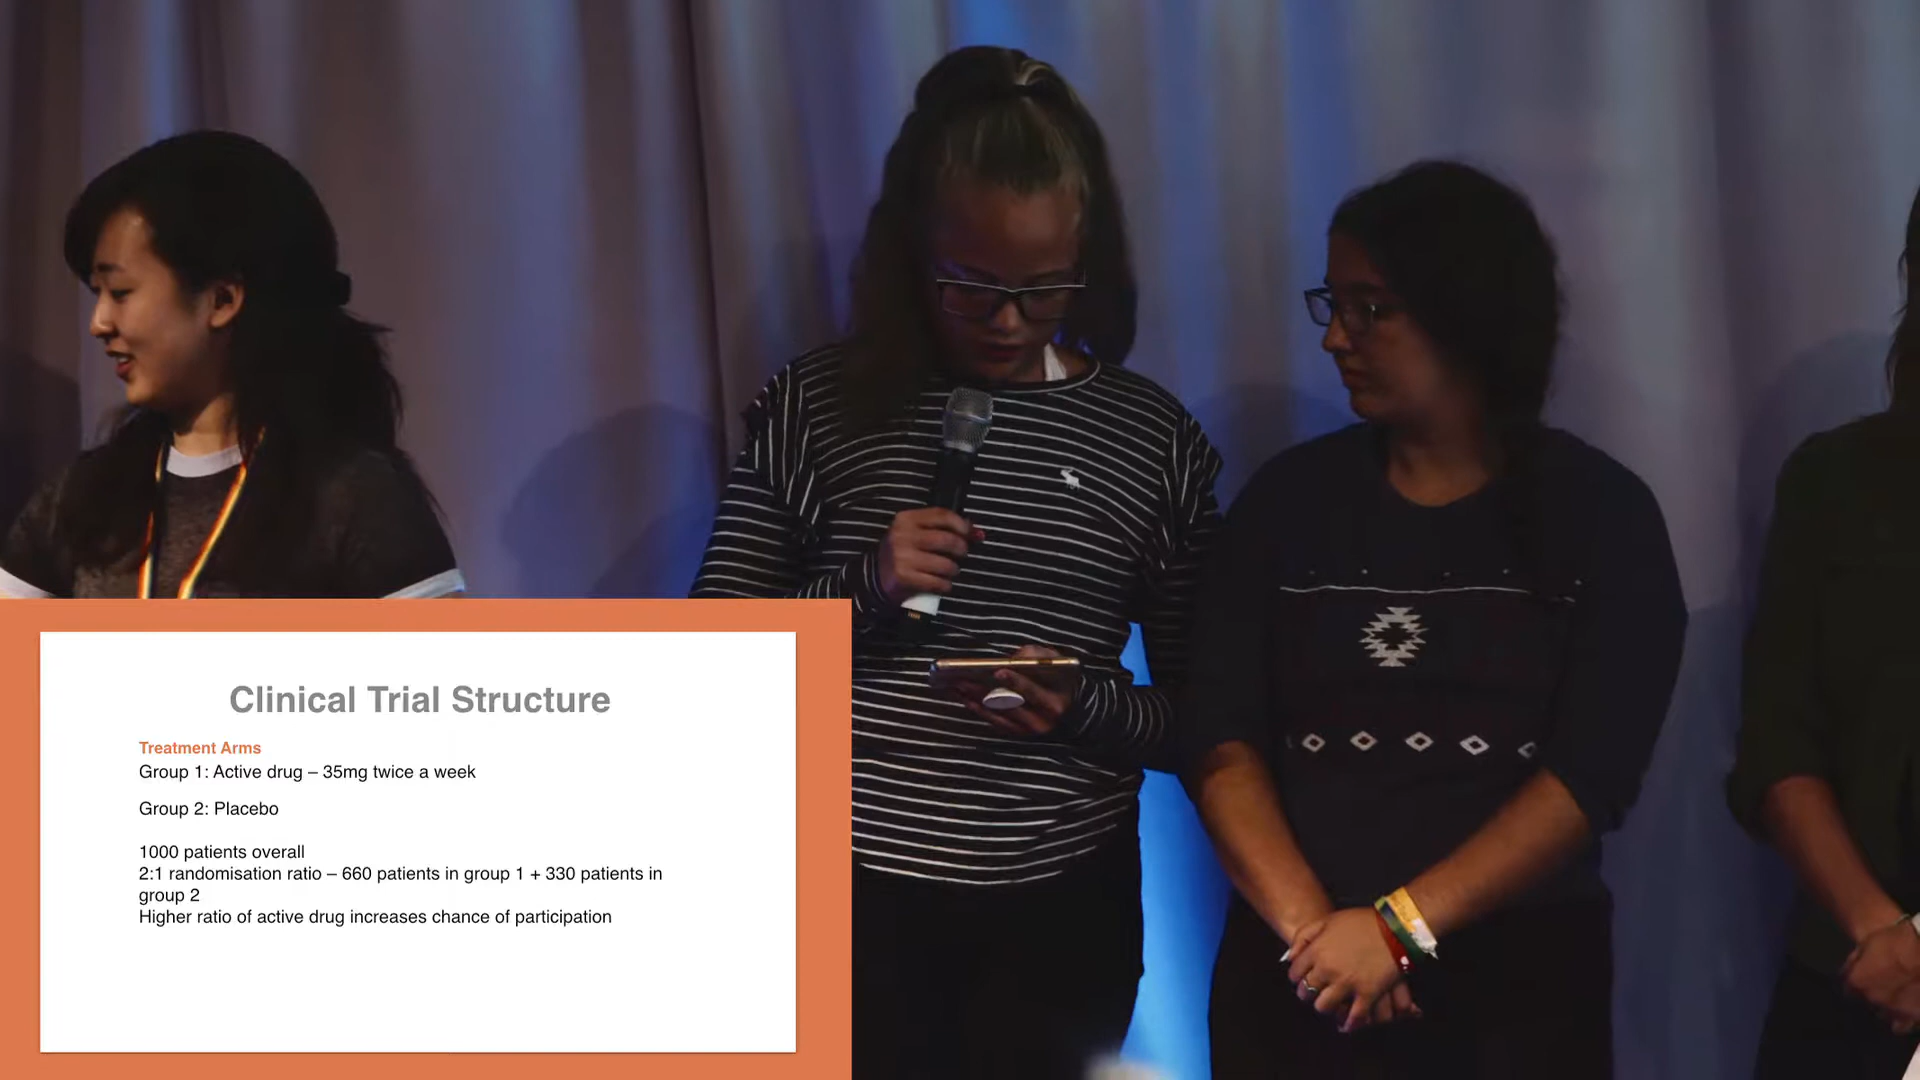 Clinical Trial Structure
Treatment Arms
Group 1: Active drug – 35mg twice a week
Group 2: Placebo
1000 patients overall
2:1 randomisation ratio – 660 patients in group 1 + 330 patients in
group 2
Higher ratio of active drug increases chance of participation